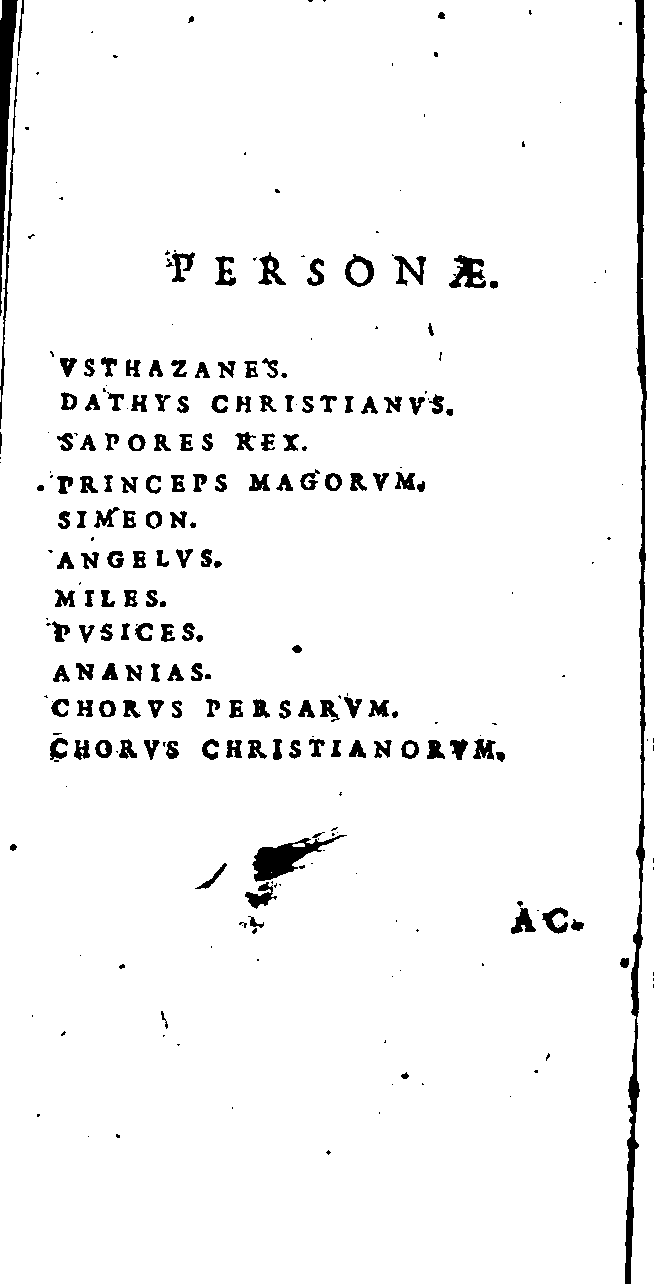 PERSONÆ.
VSTHAZANES.
DATHYS CHRISTIANVS.
SAPORES REX.
PRINCEPS MAGORVM.
SIMEON.
ANGELVS.
MILES.
PVSICES.
ANANIAS.
CHORVS PERSARVM.
CHORVS CHRISTIANORVM.
AC-